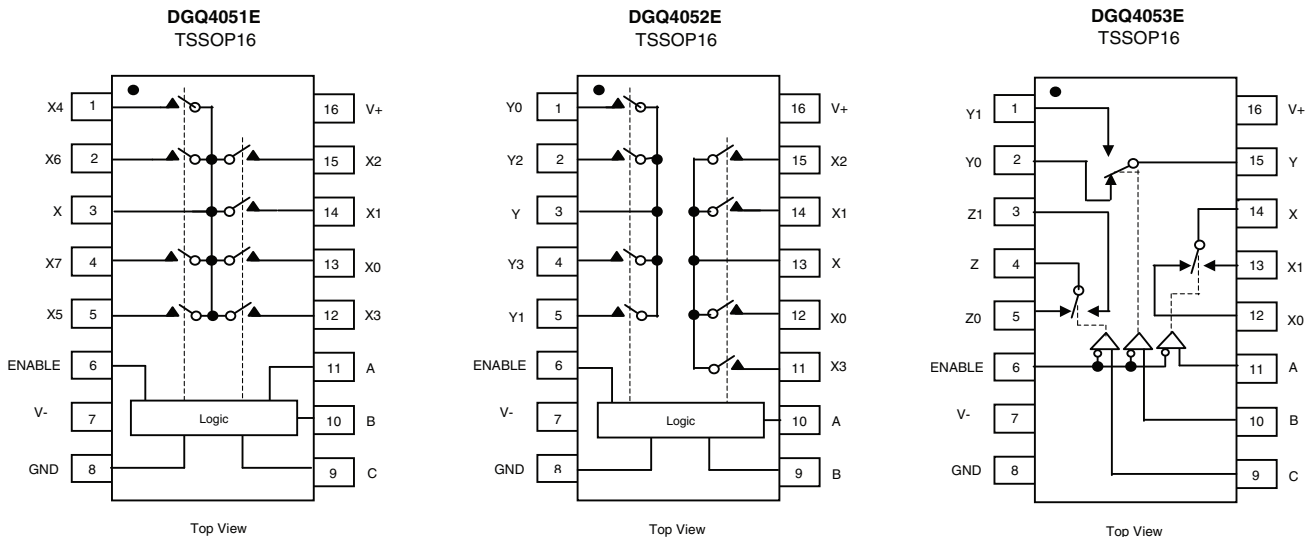 DGQ4051E
TSSOP16
X4 1 16 V+
X6 2 15 X2
X 3 14 X1
X7 4 13 X0
X5 5 12 X3
ENABLE 6 11 A
V- 7 Logic 10 B
GND 8 9 C
Top View
DGQ4052E
TSSOP16
Y0 1 16 V+
Y2 2 15 X2
Y 3 14 X1
Y3 4 13 X
Y1 5 12 X0
ENABLE 6 11 X3
V- 7 Logic 10 A
GND 8 9 B
Top View
DGQ4053E
TSSOP16
Y1 1 16 V+
Y0 2 15 Y
Z1 3 14 X
Z 4 13 X1
Z0 5 12 X0
ENABLE 6 11 A
V- 7 10 B
GND 8 9 C
Top View